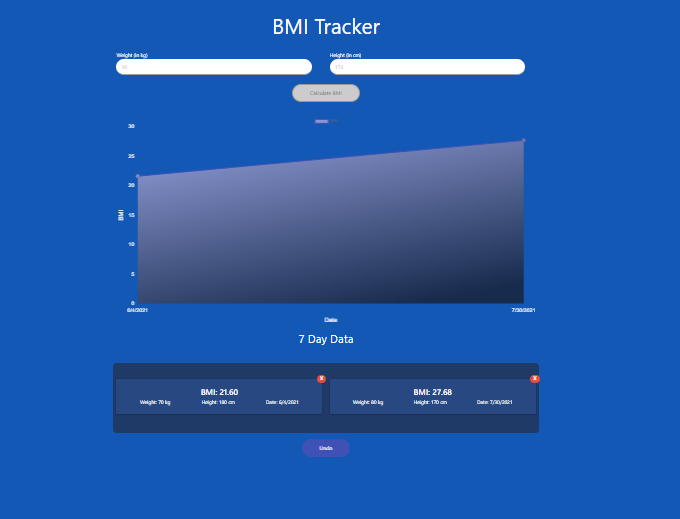 BMI Tracker
Weight (in kg) Height (in cm)
50 170
Calculate BMI
30
25
20
15
10
5
0
BMI
6/4/2021 7/30/2021
Date
7 Day Data
X X
BMI: 21.60 BMI: 27.68
Weight: 70 kg Height: 180 cm Date: 6/4/2021 Weight: 80 kg Height: 170 cm Date: 7/30/2021
Undo